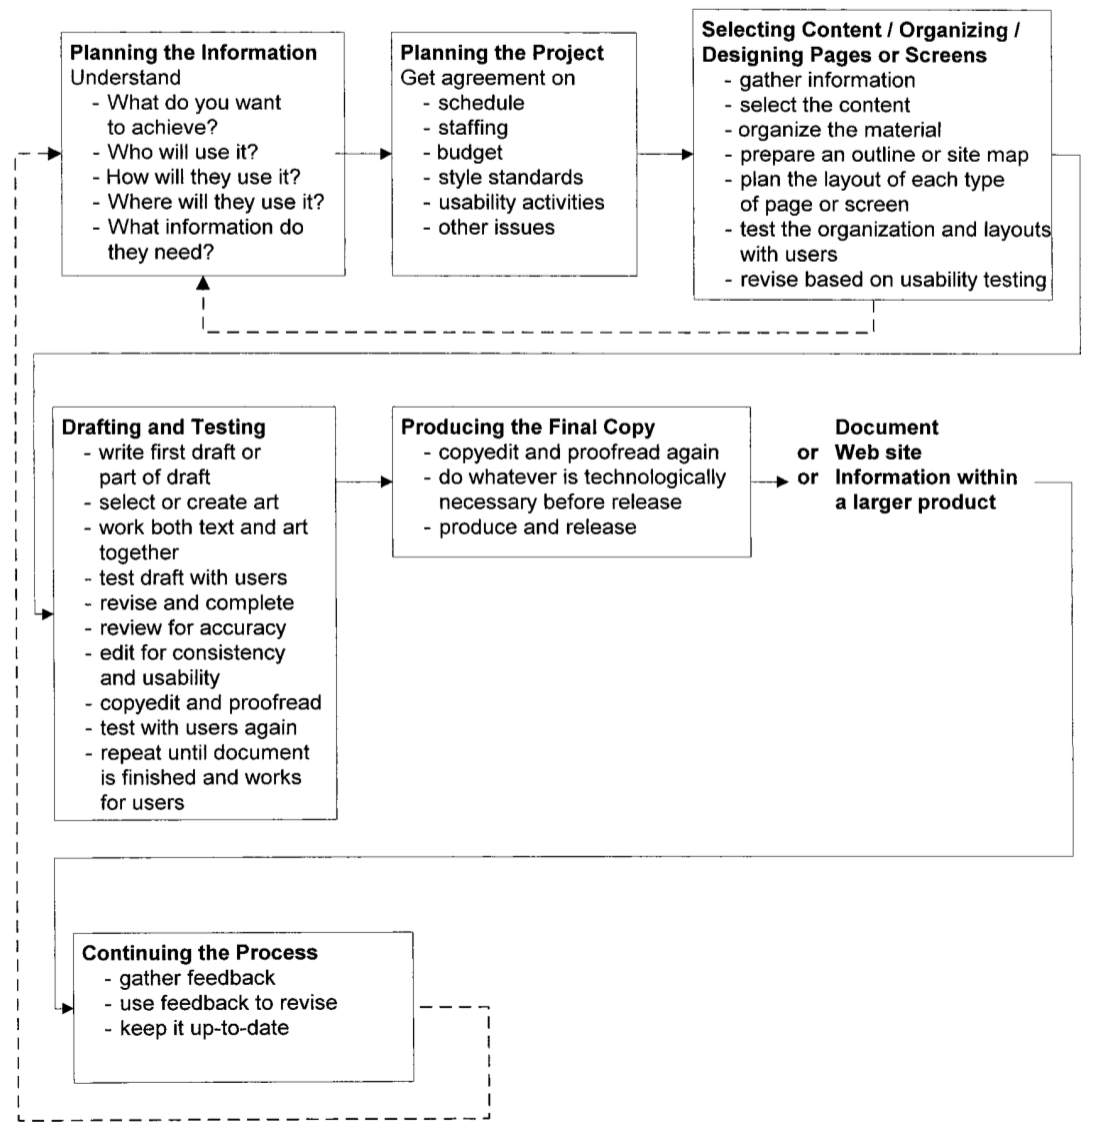 Planning the Information
Understand
- What do you want
to achieve?
- Who will use it?
- How will they use it?
- Where will they use it?
- What information do
they need?
Planning the Project
Get agreement on
- schedule
- staffing
- budget
- style standards
- usability activities
- other issues
Selecting Content / Organizing /
Designing Pages or Screens
- gather information
- select the content
- organize the material
- prepare an outline or site map
- plan the layout of each type
of page or screen
- test the organization and layouts
with users
- revise based on usability testing
Drafting and Testing
- write first draft or
part of draft
- select or create art
- work both text and art
together
- test draft with users
- revise and complete
- review for accuracy
- edit for consistency
and usability
- copyedit and proofread
- test with users again
- repeat until document
is finished and works
for users
Producing the Final Copy
- copyedit and proofread again
- do whatever is technologically
necessary before release
- produce and release
Document
or Web site
or Information within
a larger product
Continuing the Process
- gather feedback
- use feedback to revise
- keep it up-to-date